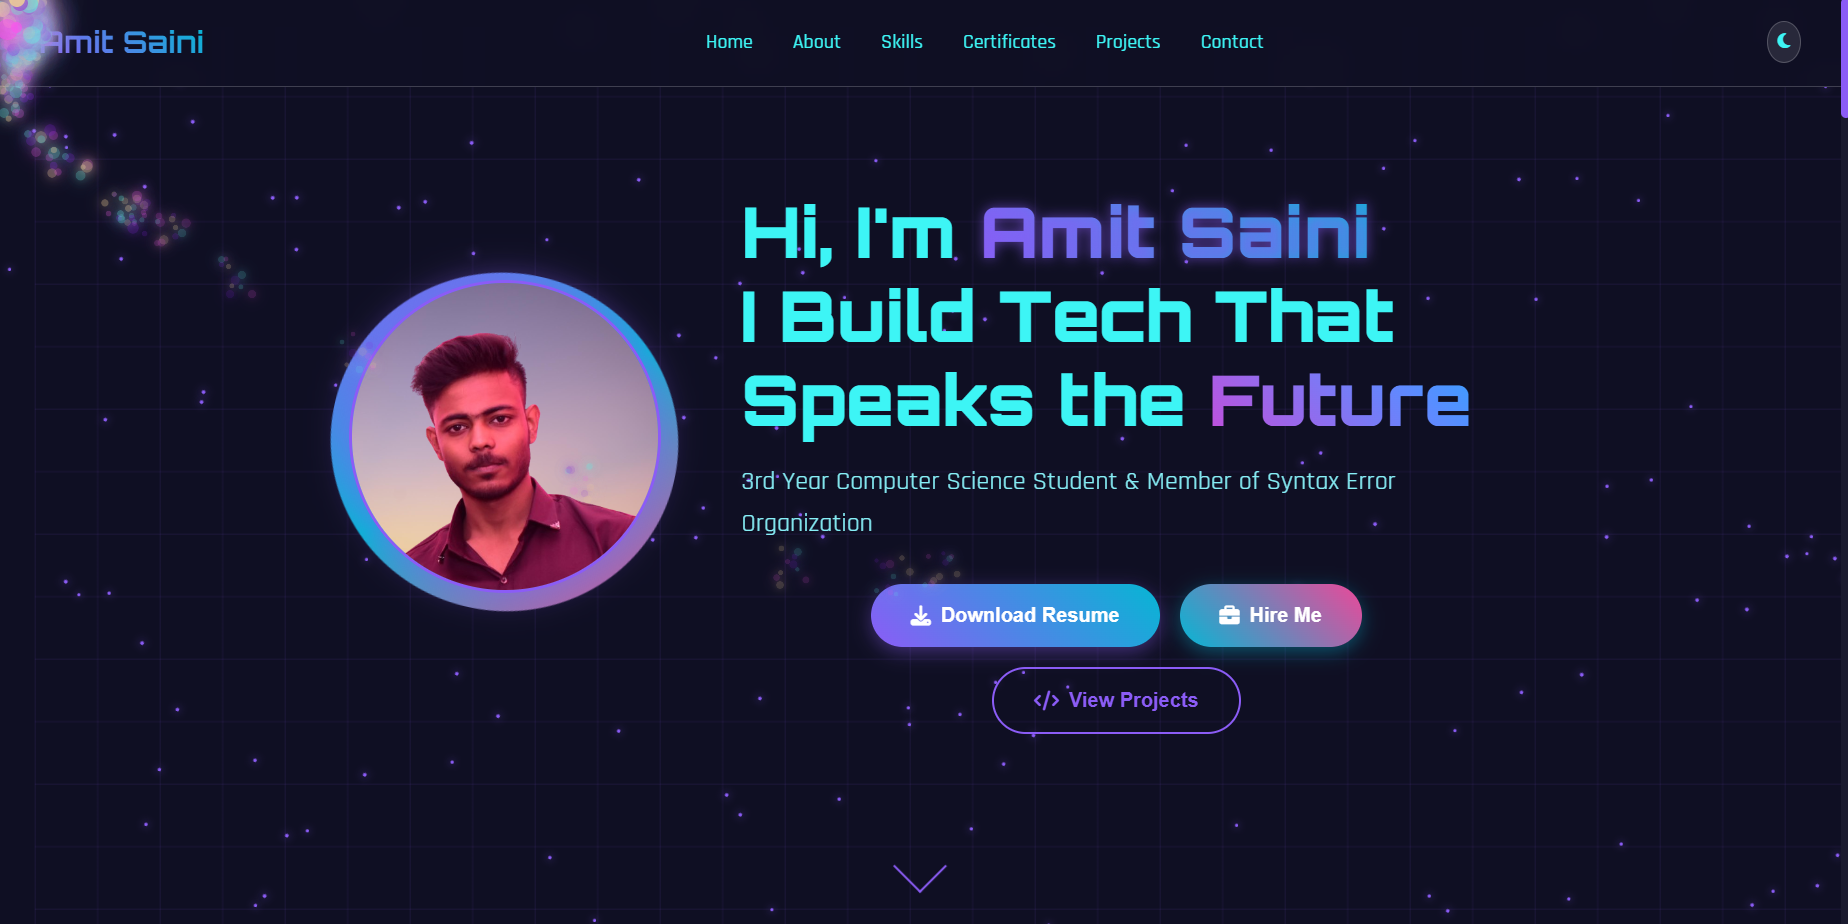 Amit Saini
Home
About
Skills
Certificates
Projects
Contact
Hi, I'm Amit Saini
I Build Tech That
Speaks the Future
3rd Year Computer Science Student & Member of Syntax Error
Organization
Download Resume
Hire Me
</> View Projects